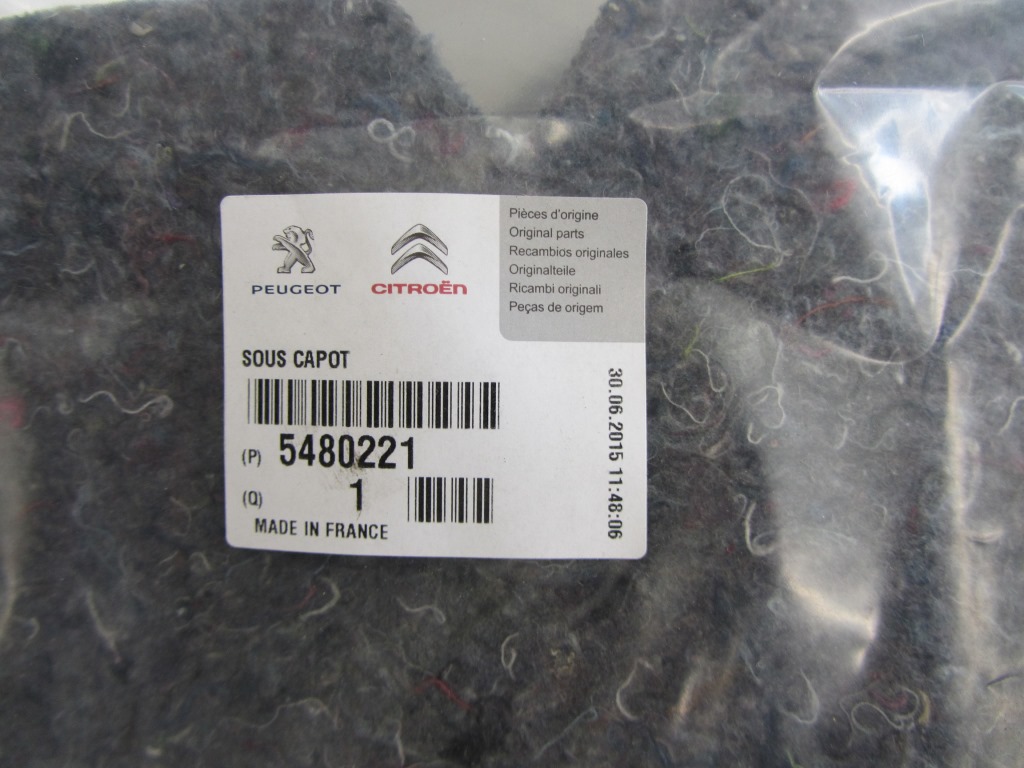 PEUGEOT
CITROËN
Pièces d'origine
Original parts
Recambios originales
Originalteile
Ricambi originali
Peças de origem
SOUS CAPOT
(P) 5480221
(Q) 1
MADE IN FRANCE
30.06.2015 11:48:06